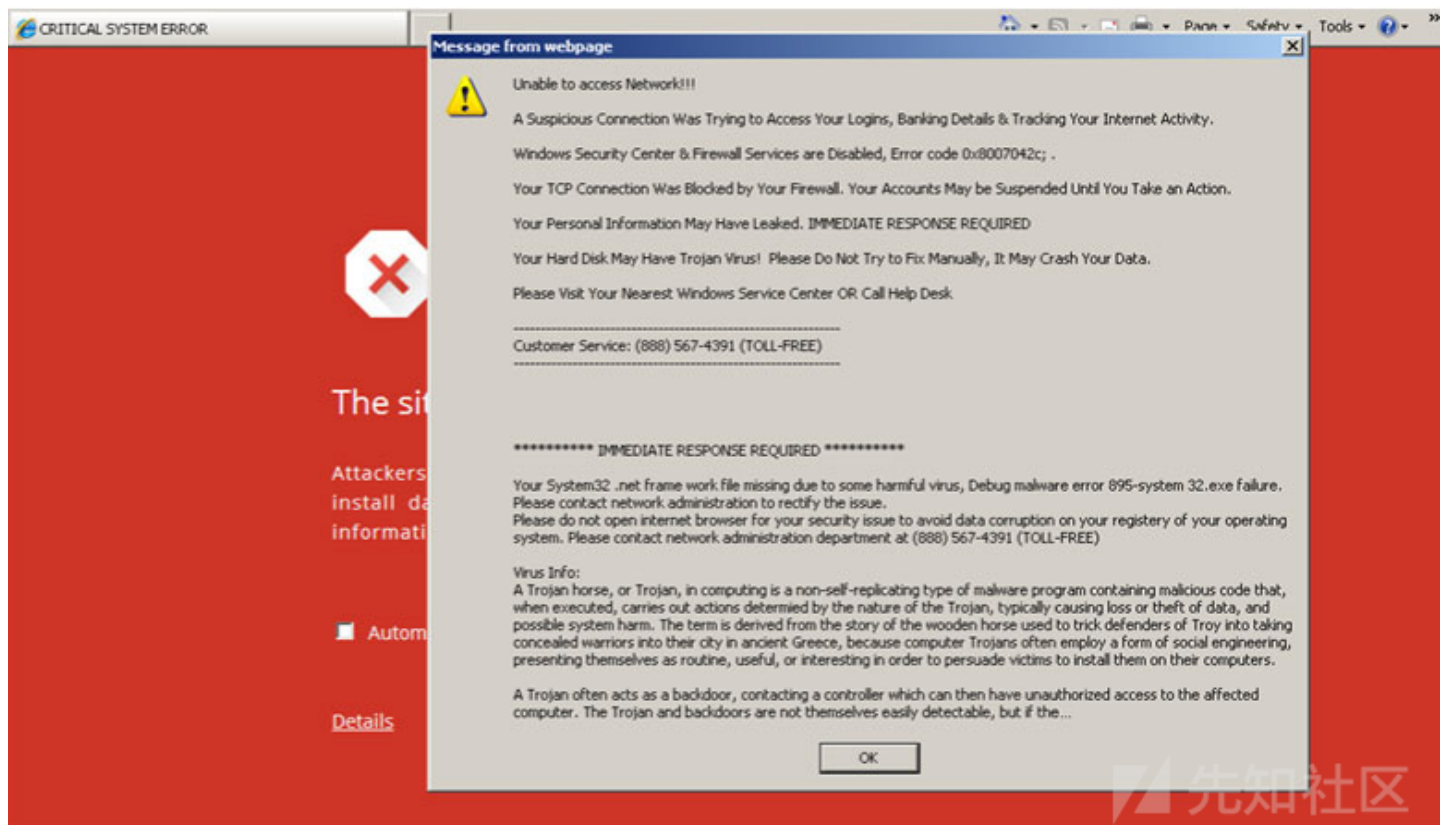 CRITICAL SYSTEM ERROR
Page
Safety
Tools
Message from webpage
Unable to access Network!!!
A Suspicious Connection Was Trying to Access Your Logins, Banking Details & Tracking Your Internet Activity.
Windows Security Center & Firewall Services are Disabled, Error code 0x8007042c; .
Your TCP Connection Was Blocked by Your Firewall. Your Accounts May be Suspended Until You Take an Action.
Your Personal Information May Have Leaked. IMMEDIATE RESPONSE REQUIRED
Your Hard Disk May Have Trojan Virus!  Please Do Not Try to Fix Manually, It May Crash Your Data.
Please Visit Your Nearest Windows Service Center OR Call Help Desk
------------------------------------------------------------
Customer Service: (888) 567-4391 (TOLL-FREE)
------------------------------------------------------------
********** IMMEDIATE RESPONSE REQUIRED **********
Your System32 .net frame work file missing due to some harmful virus, Debug malware error 895-system 32.exe failure.
Please contact network administration to rectify the issue.
Please do not open internet browser for your security issue to avoid data corruption on your registery of your operating
system. Please contact network administration department at (888) 567-4391 (TOLL-FREE)
Virus Info:
A Trojan horse, or Trojan, in computing is a non-self-replicating type of malware program containing malicious code that,
when executed, carries out actions determied by the nature of the Trojan, typically causing loss or theft of data, and
possible system harm. The term is derived from the story of the wooden horse used to trick defenders of Troy into taking
concealed warriors into their city in ancient Greece, because computer Trojans often employ a form of social engineering,
presenting themselves as routine, useful, or interesting in order to persuade victims to install them on their computers.
A Trojan often acts as a backdoor, contacting a controller which can then have unauthorized access to the affected
computer. The Trojan and backdoors are not themselves easily detectable, but if the...
OK
The sit
Attackers
install da
informati
Autom
Details
先知社区